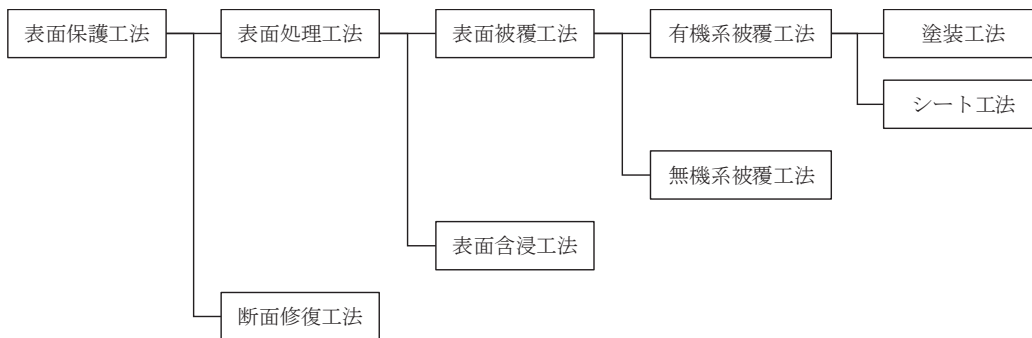 表面保護工法
表面処理工法
表面被覆工法
有機系被覆工法
塗装工法
シート工法
無機系被覆工法
表面含浸工法
断面修復工法